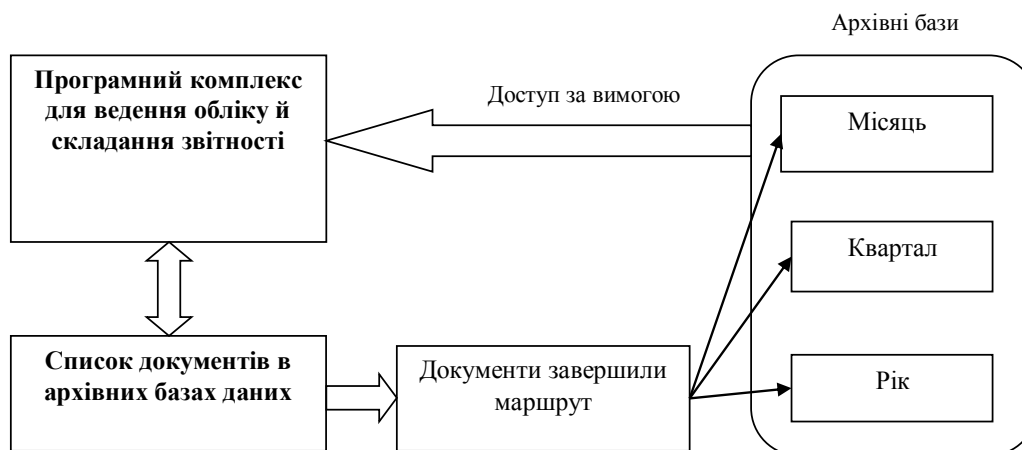 Архівні бази
Програмний комплекс
для ведення обліку й
складання звітності
Доступ за вимогою
Місяць
Квартал
Список документів в
архівних базах даних
Документи завершили
маршрут
Рік